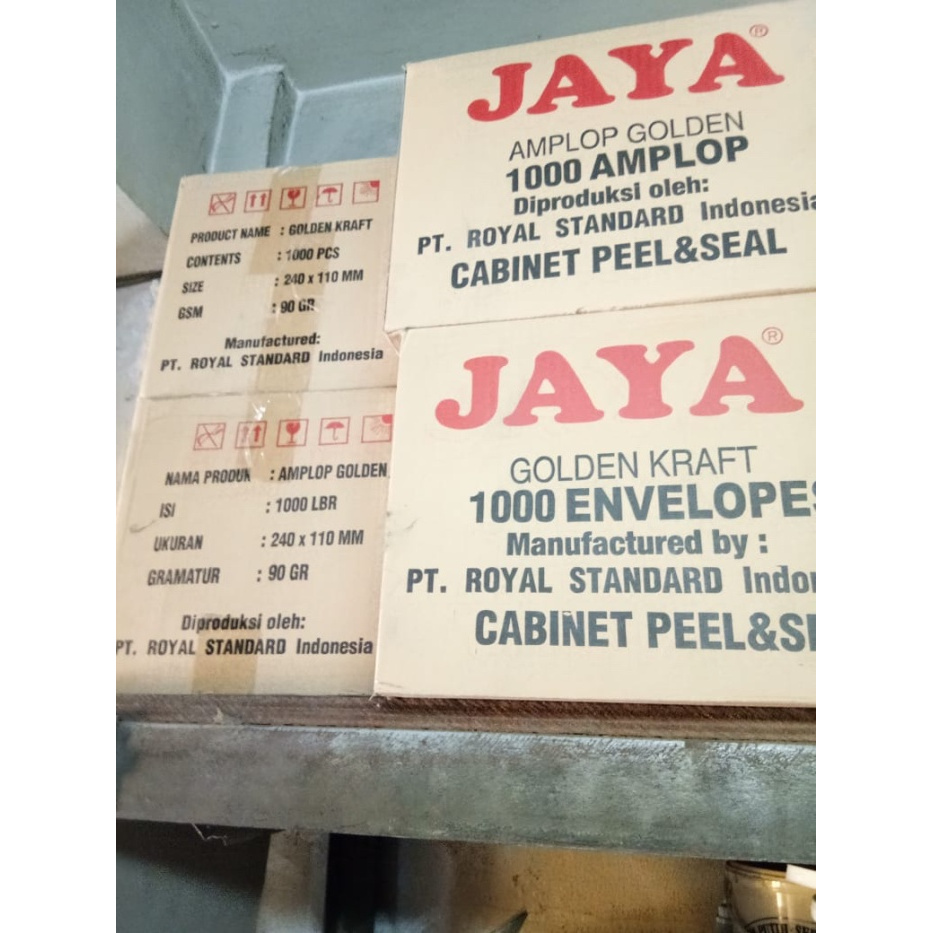 PRODUCT NAME : GOLDEN KRAFT
CONTENTS : 1000 PCS
SIZE : 240 x 110 MM
GSM : 90 GR
Manufactured:
PT. ROYAL STANDARD Indonesia
NAMA PRODUK : AMPLOP GOLDEN
ISI : 1000 LBR
UKURAN : 240 x 110 MM
GRAMATUR : 90 GR
Diproduksi oleh:
PT. ROYAL STANDARD Indonesia
JAYA®
AMPLOP GOLDEN
1000 AMPLOP
Diproduksi oleh:
PT. ROYAL STANDARD Indonesia
CABINET PEEL&SEAL
JAYA®
GOLDEN KRAFT
1000 ENVELOPES
Manufactured by :
PT. ROYAL STANDARD Indon
CABINET PEEL&S